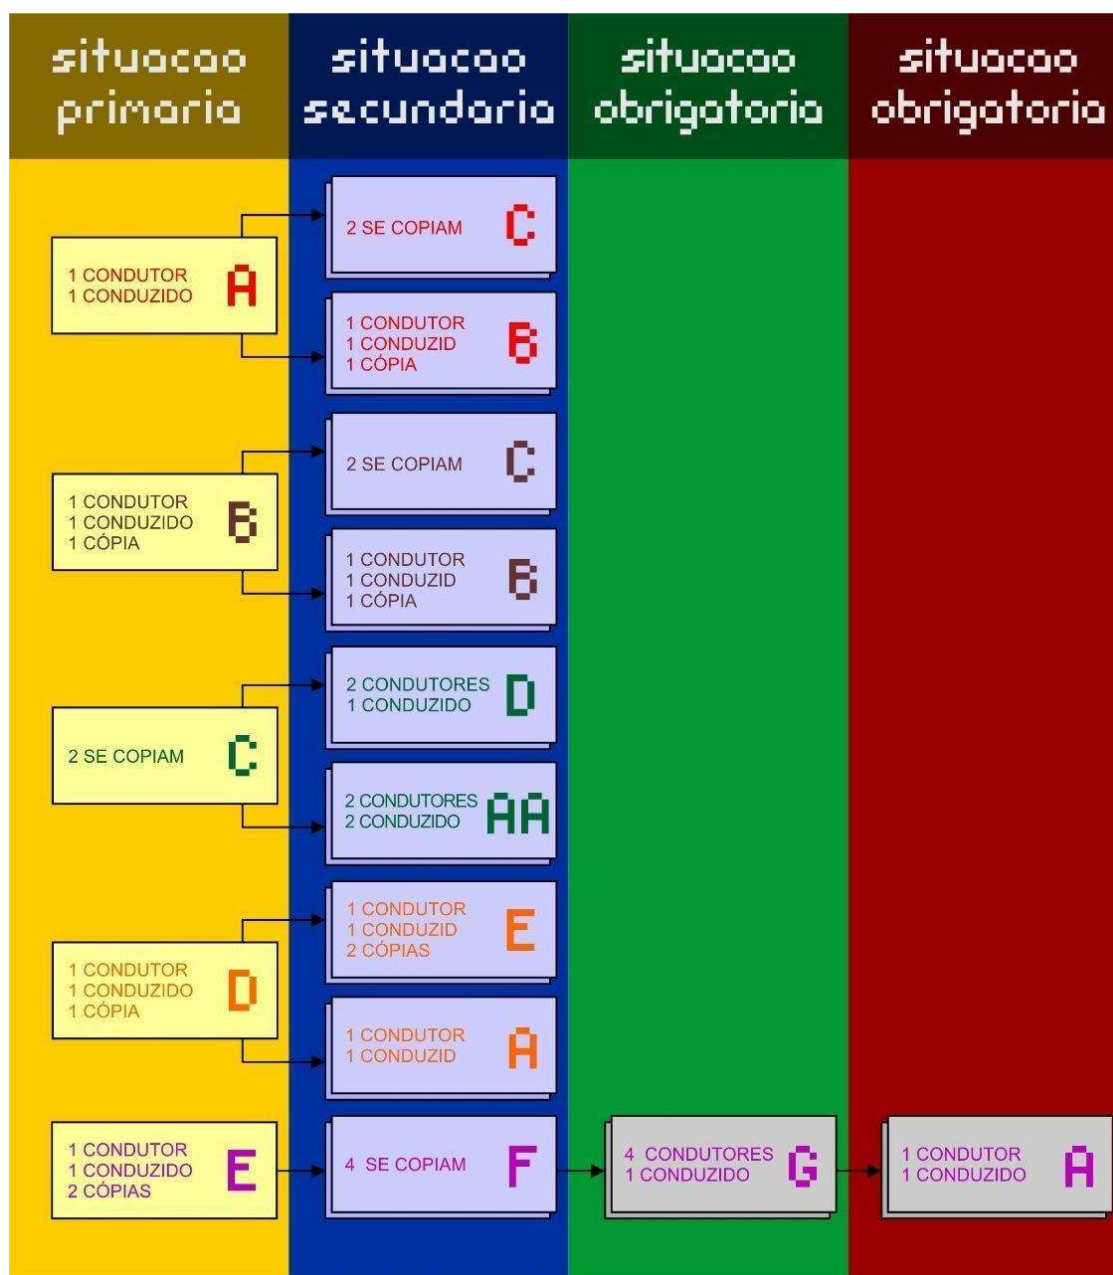 situacao
primaria
situacao
secundaria
situacao
obrigatoria
situacao
obrigatoria
1 CONDUTOR
1 CONDUZIDO
A
2 SE COPIAM
C
1 CONDUTOR
1 CONDUZID
1 CÓPIA
B
1 CONDUTOR
1 CONDUZIDO
1 CÓPIA
B
2 SE COPIAM
C
1 CONDUTOR
1 CONDUZID
1 CÓPIA
B
2 SE COPIAM
C
2 CONDUTORES
1 CONDUZIDO
D
2 CONDUTORES
2 CONDUZIDO
AA
1 CONDUTOR
1 CONDUZIDO
1 CÓPIA
D
1 CONDUTOR
1 CONDUZID
2 CÓPIAS
E
1 CONDUTOR
1 CONDUZID
A
1 CONDUTOR
1 CONDUZIDO
2 CÓPIAS
E
4 SE COPIAM
F
4 CONDUTORES
1 CONDUZIDO
G
1 CONDUTOR
1 CONDUZIDO
A